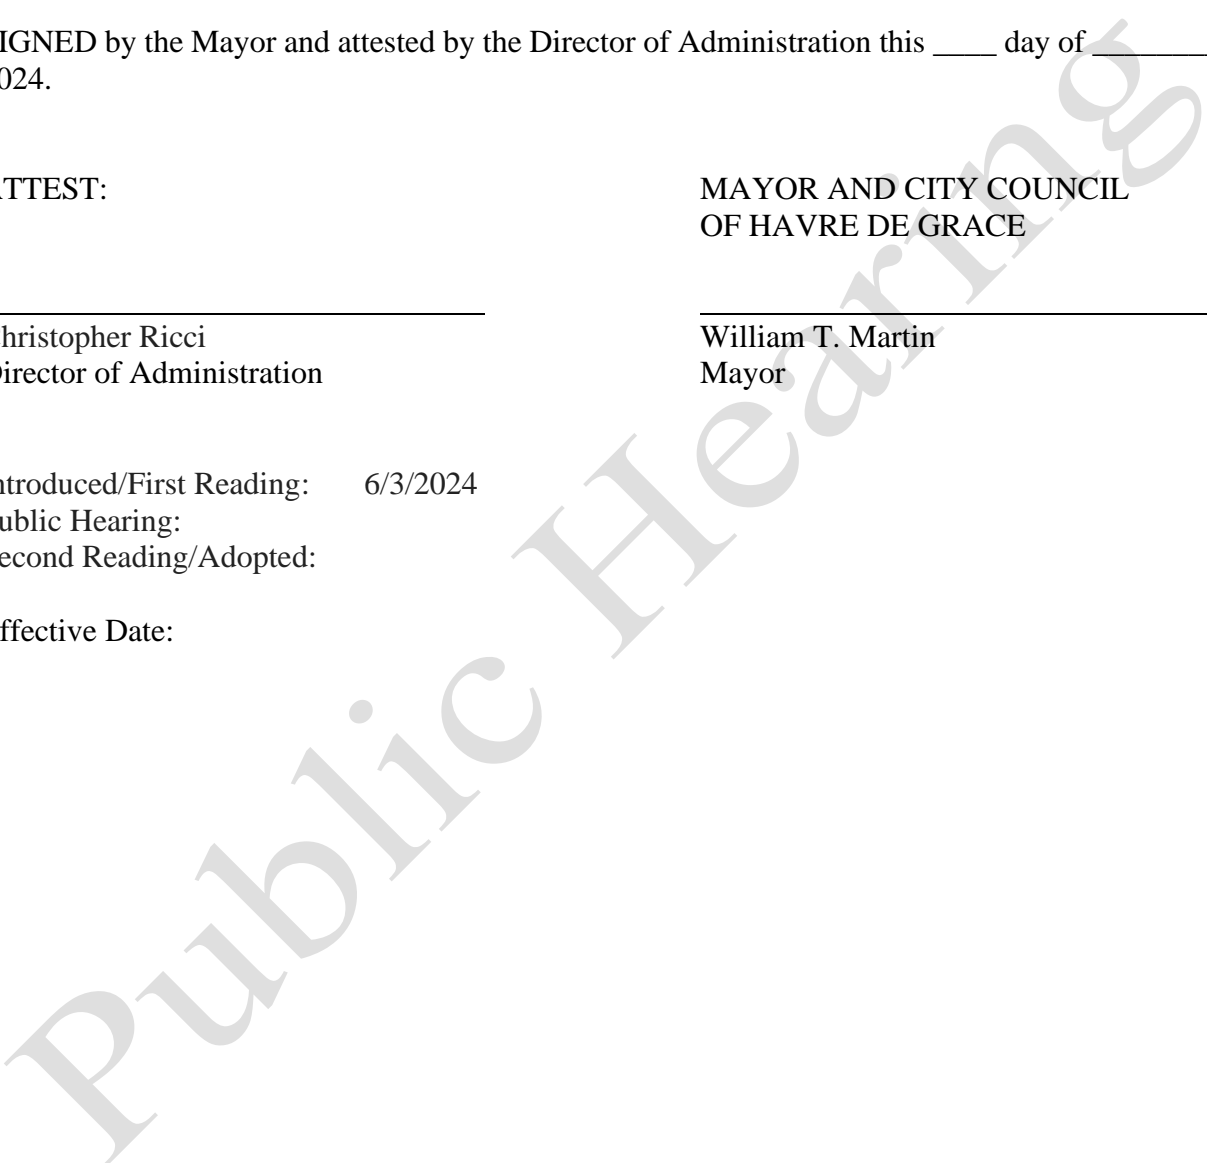 IGNED by the Mayor and attested by the Director of Administration this ____ day of ________
024.
ATTEST:
MAYOR AND CITY COUNCIL
OF HAVRE DE GRACE
hristopher Ricci
William T. Martin
Director of Administration
Mayor
ntroduced/First Reading: 6/3/2024
ublic Hearing:
econd Reading/Adopted:
ffective Date:
Public Hearing